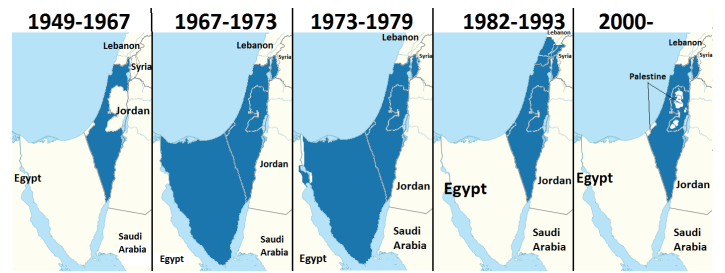 1949-1967
Lebanon
Syria
Jordan
Egypt
Saudi
Arabia
1967-1973
Lebanon
Syria
Jordan
Egypt
Saudi
Arabia
1973-1979
Lebanon
Syria
Jordan
Egypt
Saudi
Arabia
1982-1993
Lebanon
Syria
Jordan
Egypt
Saudi
Arabia
2000-
Lebanon
Syria
Palestine
Jordan
Egypt
Saudi
Arabia